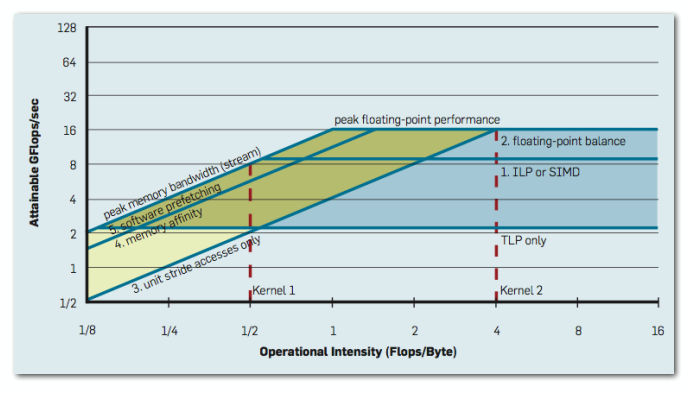 128
64
32
16
8
4
2
1
1/2
Attainable GFlops/sec
peak floating-point performance
2. floating-point balance
1. ILP or SIMD
TLP only
peak memory bandwidth (stream)
5. software prefetching
4. memory affinity
3. unit stride accesses only
Kernel 1
Kernel 2
1/8
1/4
1/2
1
2
4
8
16
Operational Intensity (Flops/Byte)